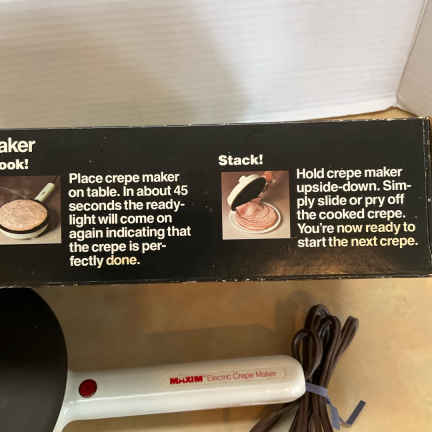 aker
ook!
Place crepe maker
on table. In about 45
seconds the ready-
light will come on
again indicating that
the crepe is per-
fectly done.
Stack!
Hold crepe maker
upside-down. Sim-
ply slide or pry off
the cooked crepe.
You're now ready to
start the next crepe.
MAXIM Electric Crepe Maker